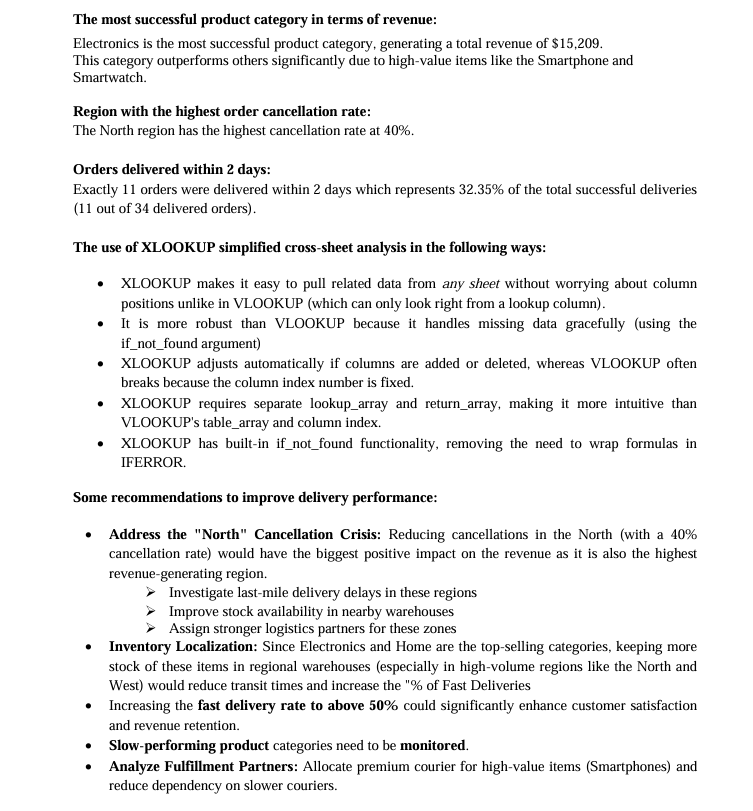 The most successful product category in terms of revenue:
Electronics is the most successful product category, generating a total revenue of $15,209.
This category outperforms others significantly due to high-value items like the Smartphone and
Smartwatch.
Region with the highest order cancellation rate:
The North region has the highest cancellation rate at 40%.
Orders delivered within 2 days:
Exactly 11 orders were delivered within 2 days which represents 32.35% of the total successful deliveries
(11 out of 34 delivered orders).
The use of XLOOKUP simplified cross-sheet analysis in the following ways:
• XLOOKUP makes it easy to pull related data from any sheet without worrying about column
positions unlike in VLOOKUP (which can only look right from a lookup column).
• It is more robust than VLOOKUP because it handles missing data gracefully (using the
if_not_found argument)
• XLOOKUP adjusts automatically if columns are added or deleted, whereas VLOOKUP often
breaks because the column index number is fixed.
• XLOOKUP requires separate lookup_array and return_array, making it more intuitive than
VLOOKUP's table_array and column index.
• XLOOKUP has built-in if_not_found functionality, removing the need to wrap formulas in
IFERROR.
Some recommendations to improve delivery performance:
• Address the "North" Cancellation Crisis: Reducing cancellations in the North (with a 40%
cancellation rate) would have the biggest positive impact on the revenue as it is also the highest
revenue-generating region.
➢ Investigate last-mile delivery delays in these regions
➢ Improve stock availability in nearby warehouses
➢ Assign stronger logistics partners for these zones
• Inventory Localization: Since Electronics and Home are the top-selling categories, keeping more
stock of these items in regional warehouses (especially in high-volume regions like the North and
West) would reduce transit times and increase the "% of Fast Deliveries
• Increasing the fast delivery rate to above 50% could significantly enhance customer satisfaction
and revenue retention.
• Slow-performing product categories need to be monitored.
• Analyze Fulfillment Partners: Allocate premium courier for high-value items (Smartphones) and
reduce dependency on slower couriers.